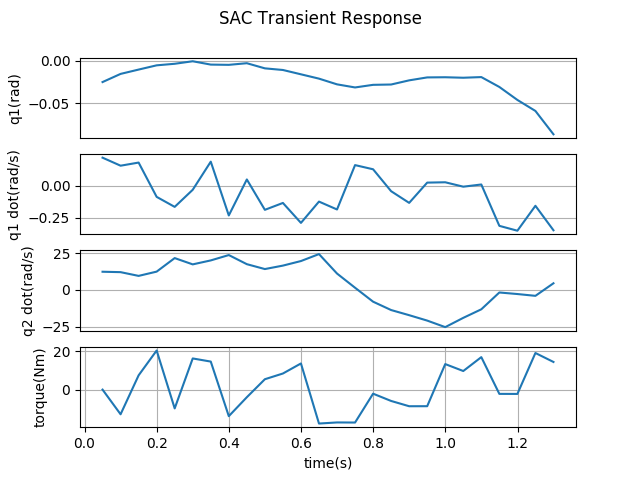 SAC Transient Response
0.00
−0.05
q1(rad)
0.00
−0.25
q1 dot(rad/s)
25
0
−25
q2 dot(rad/s)
20
0
torque(Nm)
0.0 0.2 0.4 0.6 0.8 1.0 1.2
time(s)